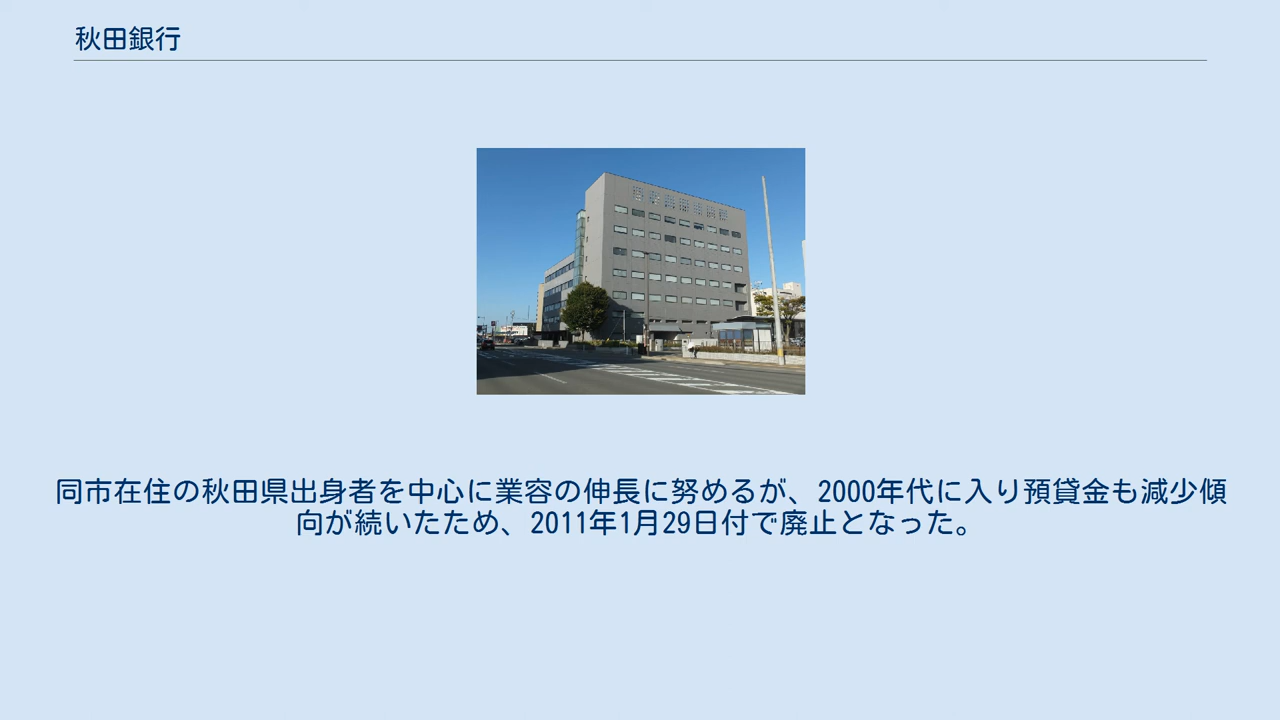 秋田銀行
同市在住の秋田県出身者を中心に業容の伸長に努めるが、2000年代に入り預貸金も減少傾
向が続いたため、2011年1月29日付で廃止となった。